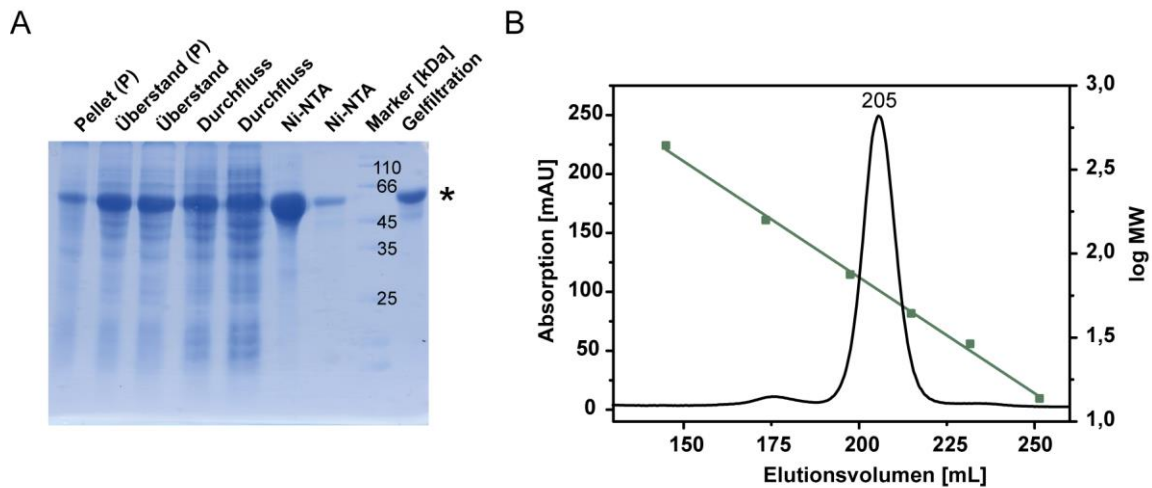 A
Pellet (P)
Überstand (P)
Überstand
Durchfluss
Durchfluss
Ni-NTA
Ni-NTA
Marker [kDa]
Gelfiltration
110
66
45
35
25
*
B
205
Absorption [mAU]
250
200
150
100
50
0
3,0
2,5
2,0
1,5
1,0
log MW
150
175
200
225
250
Elutionsvolumen [mL]